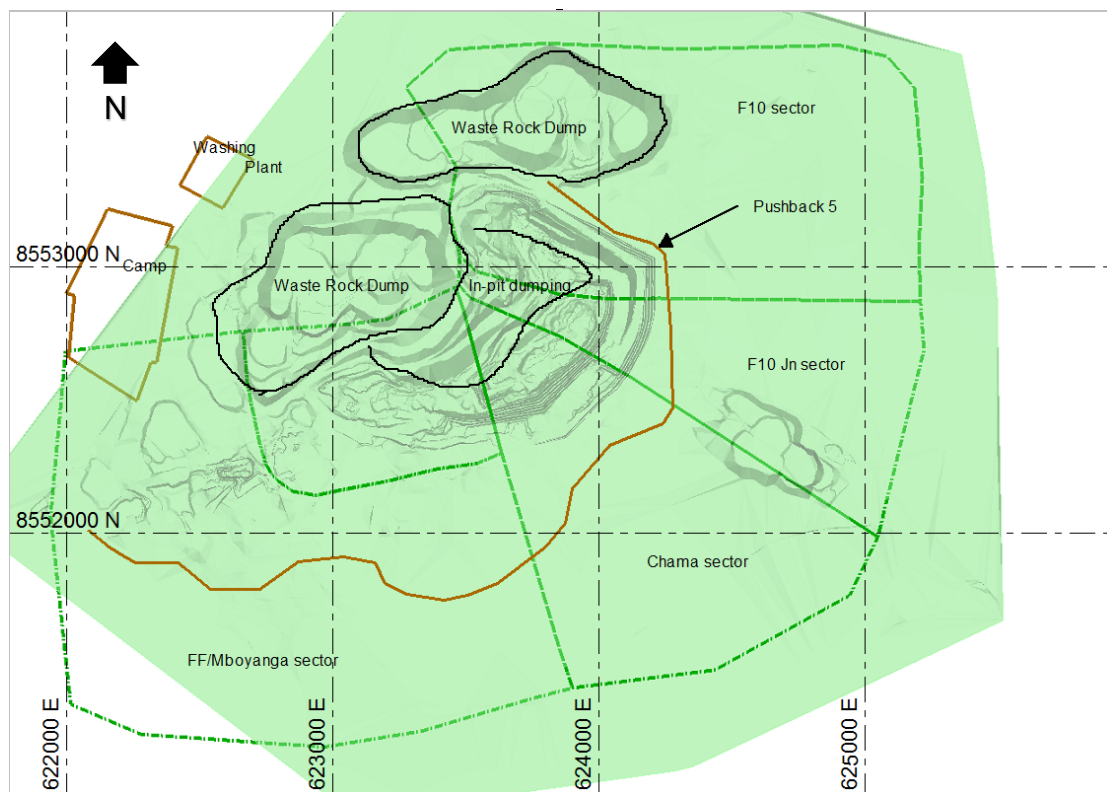 N
F10 sector
Waste Rock Dump
Washing
Plant
Pushback 5
8553000 N
Camp
Waste Rock Dump
In-pit dumping
F10 Jn sector
8552000 N
Chama sector
FF/Mboyanga sector
622000 E
623000 E
624000 E
625000 E